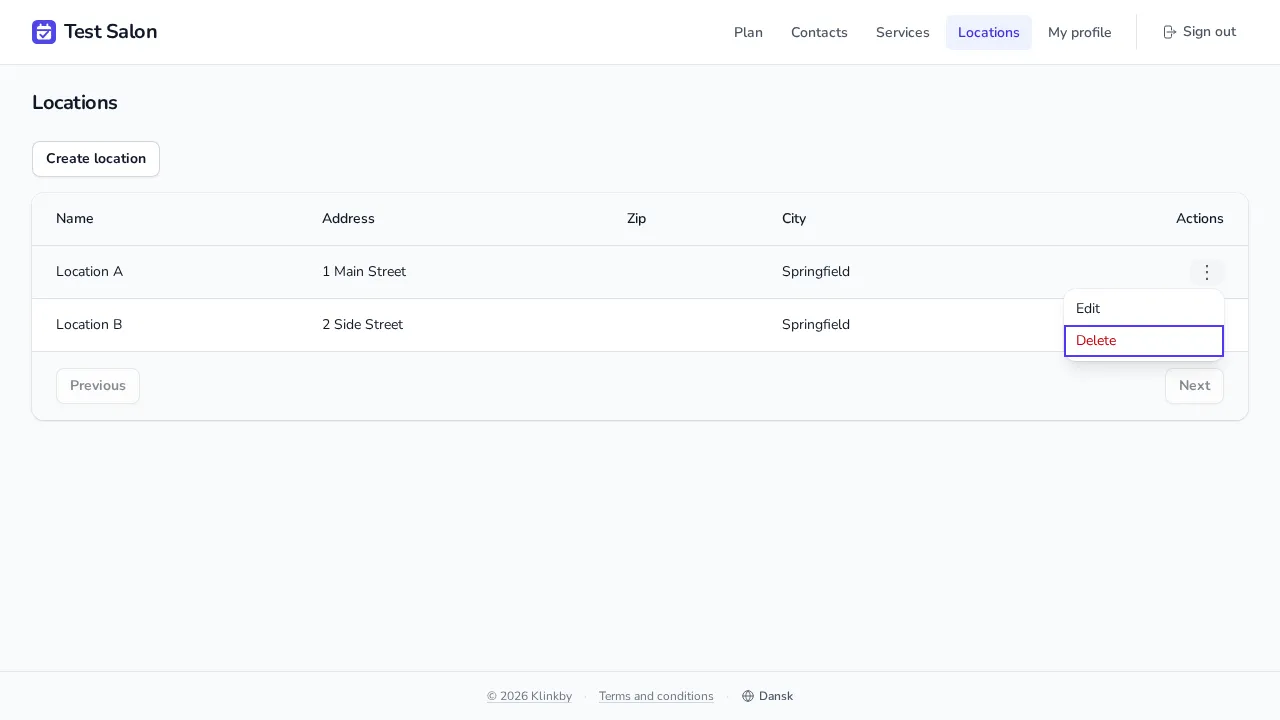 Test Salon
Plan Contacts Services Locations My profile Sign out
Locations
Create location
Name Address Zip City Actions
Location A 1 Main Street Springfield
Edit
Location B 2 Side Street Springfield
Delete
Previous Next
© 2026 Klinkby · Terms and conditions · Dansk